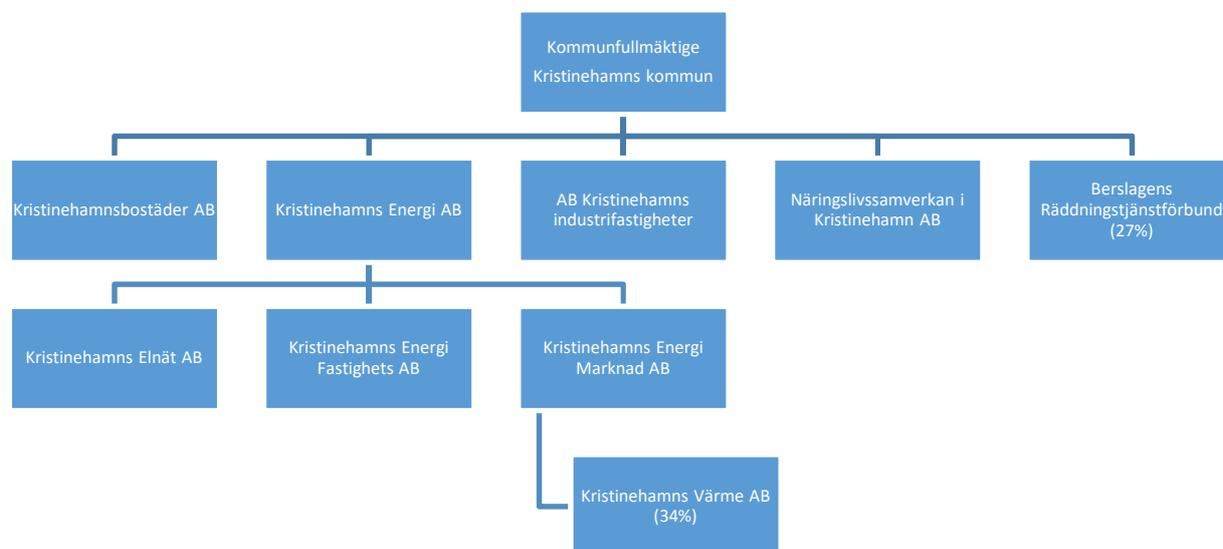 Kommunfullmäktige
Kristinehamns kommun
Kristinehamnsbostäder AB
Kristinehamns Energi AB
AB Kristinehamns
industrifastigheter
Näringslivssamverkan i
Kristinehamn AB
Berslagens
Räddningstjänstförbund
(27%)
Kristinehamns Elnät AB
Kristinehamns Energi
Fastighets AB
Kristinehamns Energi
Marknad AB
Kristinehamns Värme AB
(34%)